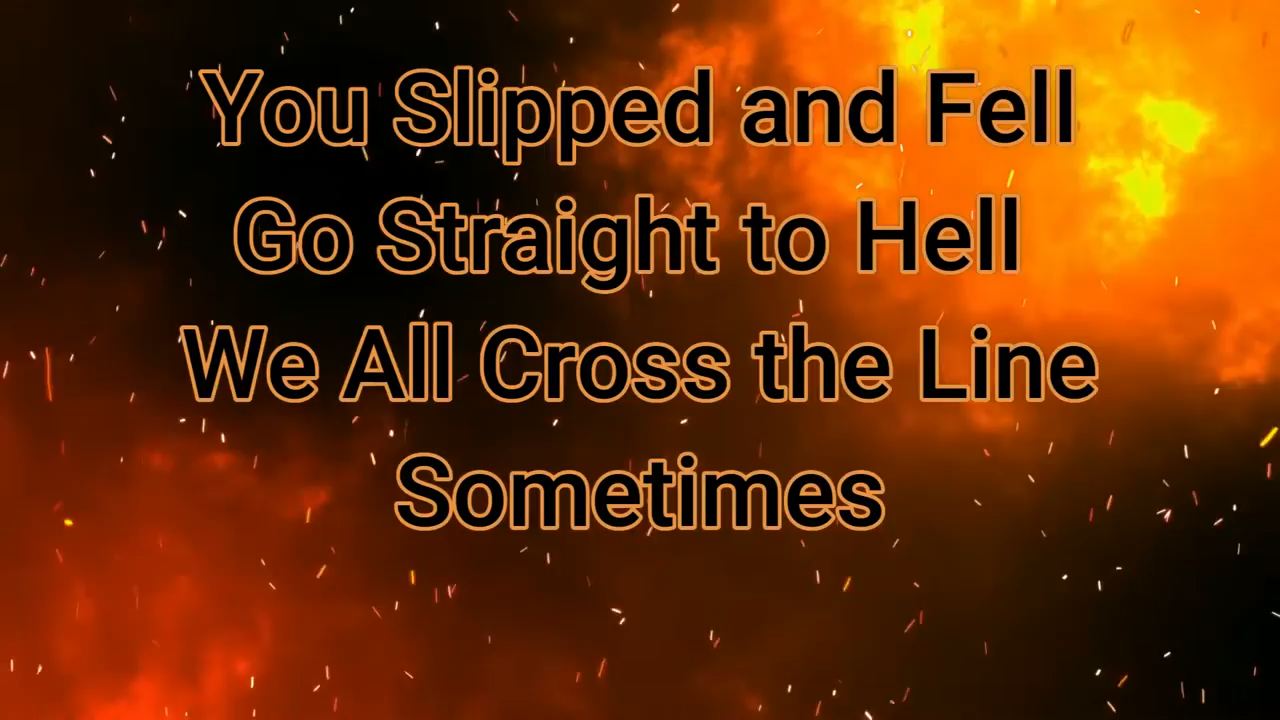 You Slipped and Fell
Go Straight to Hell
We All Cross the Line
Sometimes